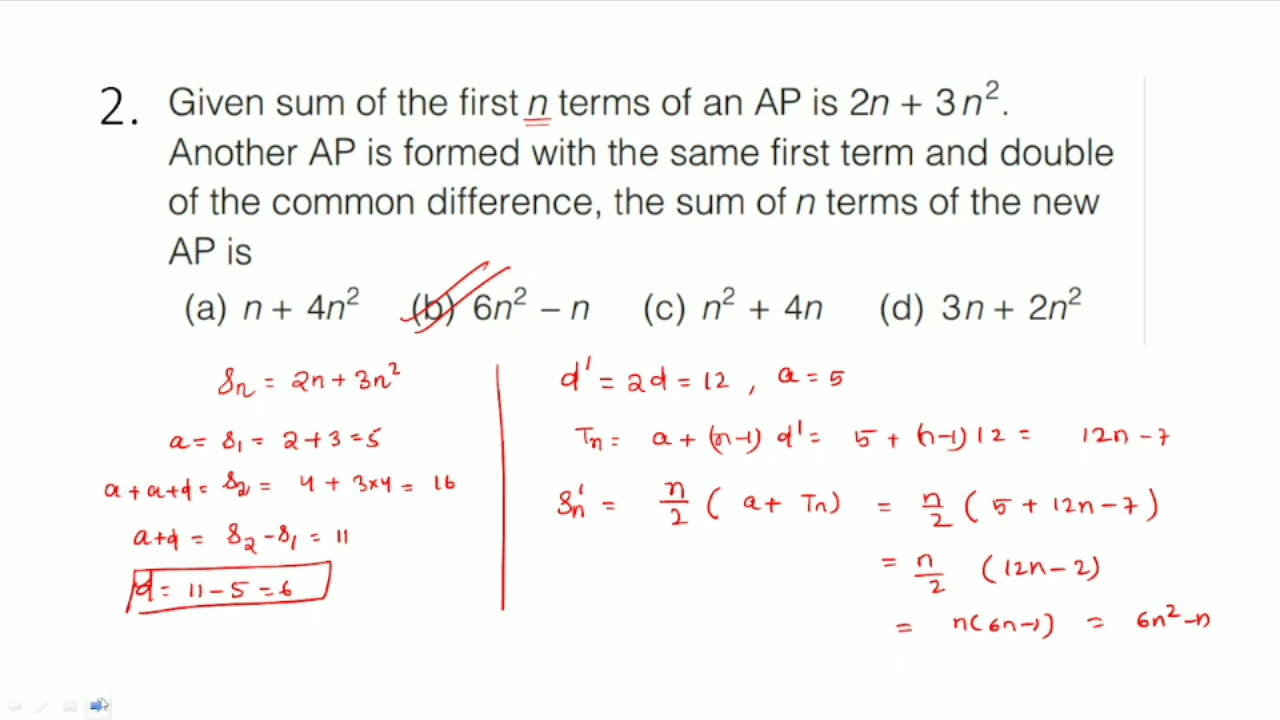 2. Given sum of the first n terms of an AP is 2n + 3n².
Another AP is formed with the same first term and double
of the common difference, the sum of n terms of the new
AP is
(a) n + 4n² (b) 6n² – n (c) n² + 4n (d) 3n + 2n²
Sₙ = 2n + 3n²
a = S₁ = 2 + 3 = 5
a + a + d = S₂ = 4 + 3×4 = 16
a + d = S₂ – S₁ = 11
d = 11 – 5 = 6
d' = 2d = 12 , a = 5
Tₙ = a + (n–1) d' = 5 + (n–1) 12 = 12n – 7
Sₙ' = n/2 ( a + Tₙ) = n/2 ( 5 + 12n – 7 )
= n/2 (12n – 2)
= n(6n–1) = 6n² – n